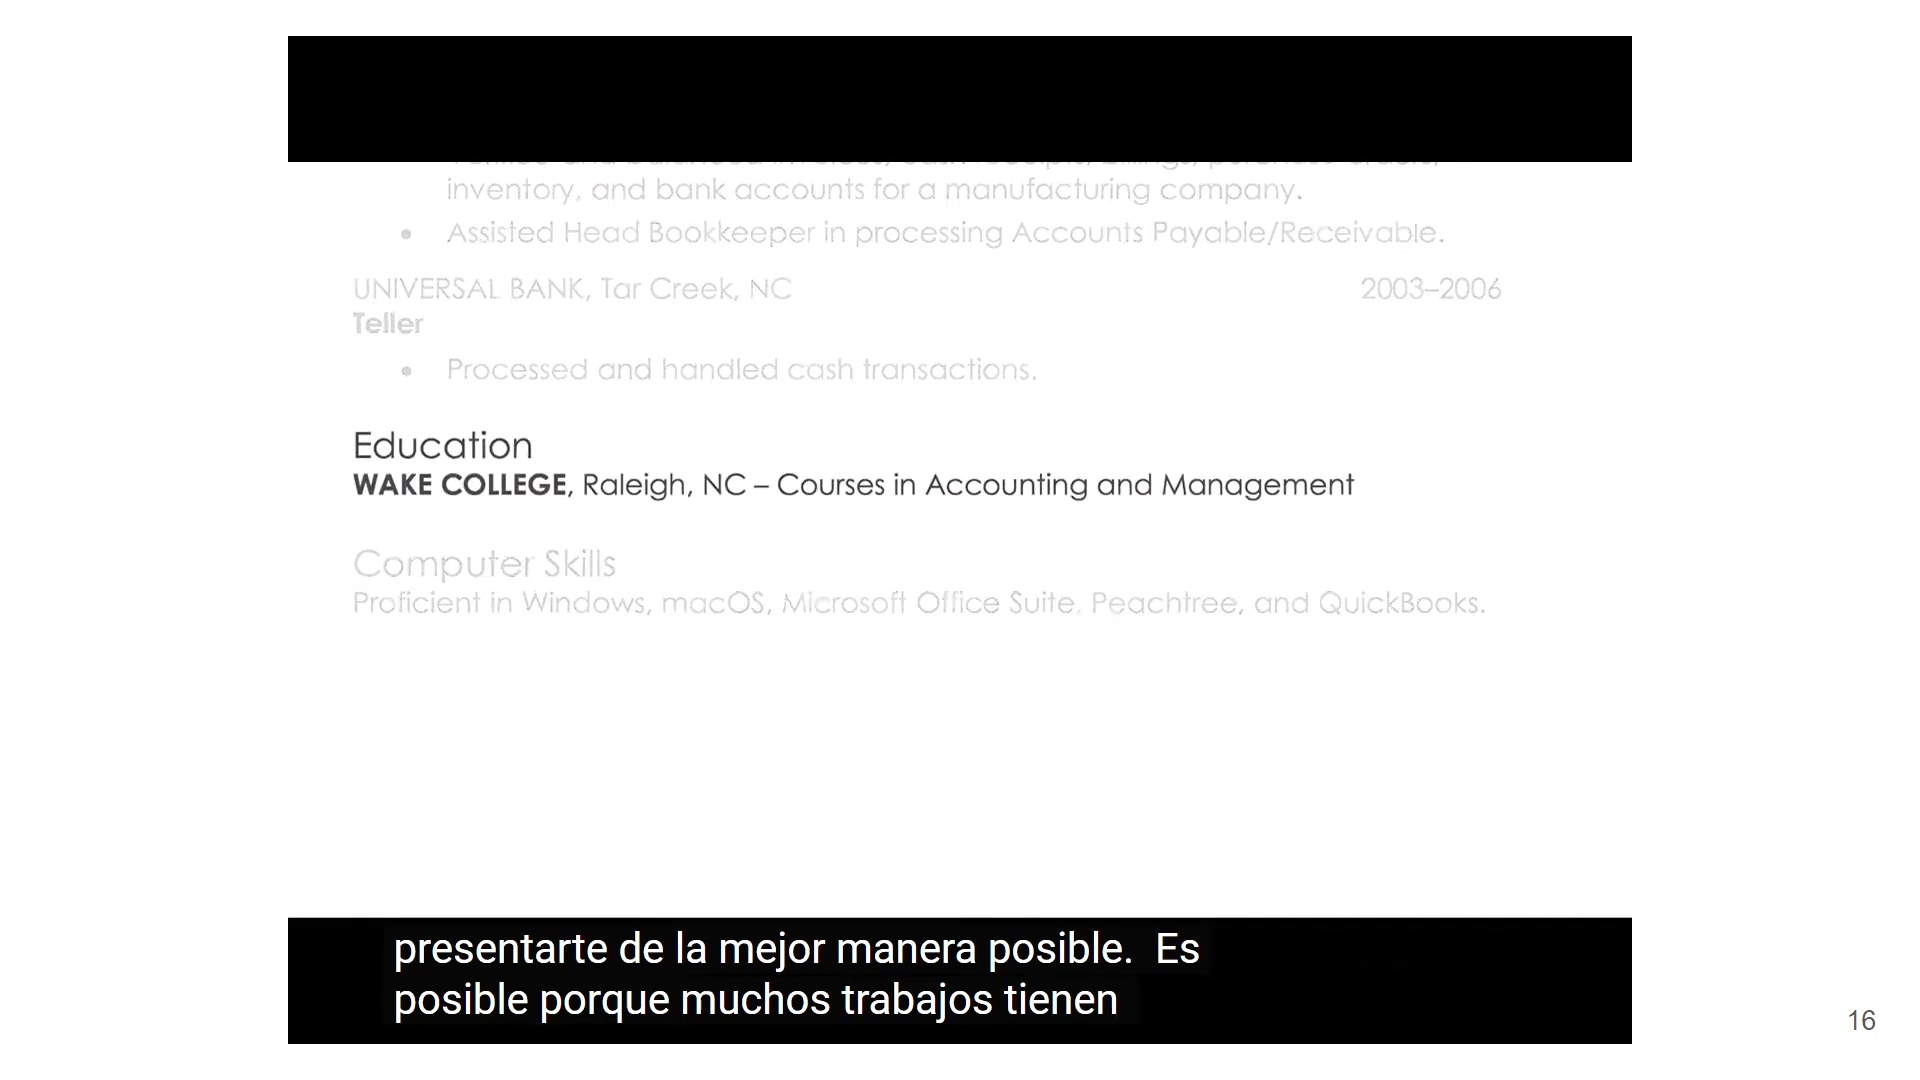 inventory, and bank accounts for a manufacturing company.
• Assisted Head Bookkeeper in processing Accounts Payable/Receivable.
UNIVERSAL BANK, Tar Creek, NC 2003–2006
Teller
• Processed and handled cash transactions.
Education
WAKE COLLEGE, Raleigh, NC – Courses in Accounting and Management
Computer Skills
Proficient in Windows, macOS, Microsoft Office Suite, Peachtree, and QuickBooks.
presentarte de la mejor manera posible. Es
posible porque muchos trabajos tienen
16